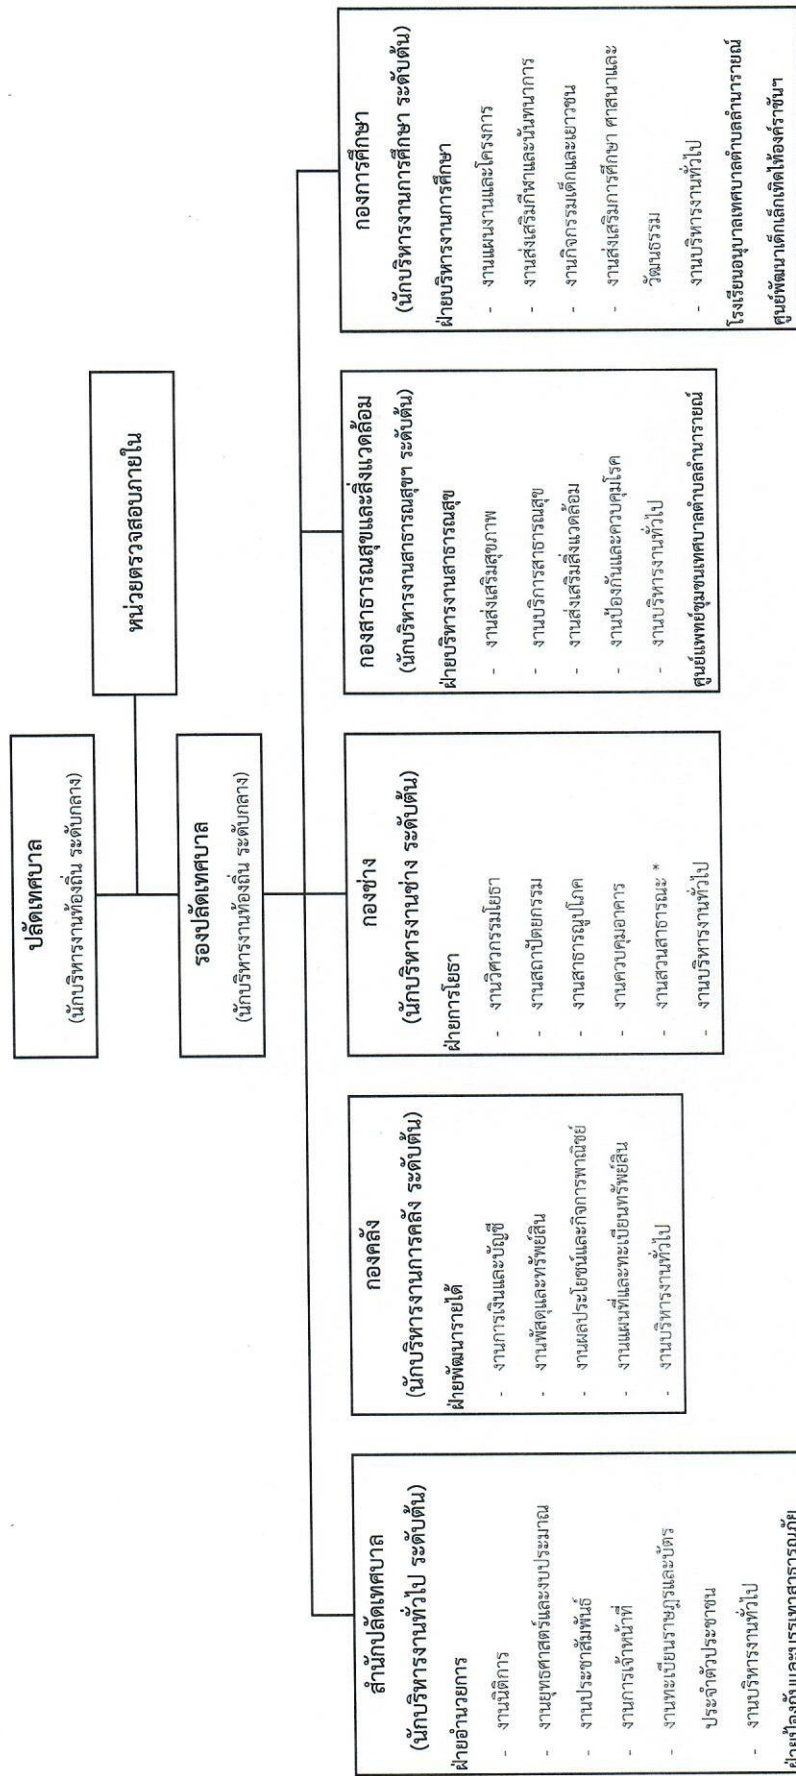 ปลัดเทศบาล
(นักบริหารงานท้องถิ่น ระดับกลาง)
หน่วยตรวจสอบภายใน
รองปลัดเทศบาล
(นักบริหารงานท้องถิ่น ระดับกลาง)
สำนักปลัดเทศบาล
(นักบริหารงานทั่วไป ระดับต้น)
ฝ่ายอำนวยการ
- งานนิติการ
- งานยุทธศาสตร์และงบประมาณ
- งานประชาสัมพันธ์
- งานการเจ้าหน้าที่
- งานทะเบียนราษฎรและบัตร
ประจำตัวประชาชน
- งานบริหารงานทั่วไป
ฝ่ายป้องกันและบรรเทาสาธารณภัย
กองคลัง
(นักบริหารงานการคลัง ระดับต้น)
ฝ่ายพัฒนารายได้
- งานการเงินและบัญชี
- งานพัสดุและทรัพย์สิน
- งานผลประโยชน์และกิจการพาณิชย์
- งานแผนที่และทะเบียนทรัพย์สิน
- งานบริหารงานทั่วไป
กองช่าง
(นักบริหารงานช่าง ระดับต้น)
ฝ่ายการโยธา
- งานวิศวกรรมโยธา
- งานสถาปัตยกรรม
- งานสาธารณูปโภค
- งานควบคุมอาคาร
- งานสวนสาธารณะ *
- งานบริหารงานทั่วไป
กองสาธารณสุขและสิ่งแวดล้อม
(นักบริหารงานสาธารณสุขฯ ระดับต้น)
ฝ่ายบริหารงานสาธารณสุข
- งานส่งเสริมสุขภาพ
- งานบริการสาธารณสุข
- งานส่งเสริมสิ่งแวดล้อม
- งานป้องกันและควบคุมโรค
- งานบริหารงานทั่วไป
ศูนย์แพทย์ชุมชนเทศบาลตำบลลำนารายณ์
กองการศึกษา
(นักบริหารงานการศึกษา ระดับต้น)
ฝ่ายบริหารงานการศึกษา
- งานแผนงานและโครงการ
- งานส่งเสริมกีฬาและนันทนาการ
- งานกิจกรรมเด็กและเยาวชน
- งานส่งเสริมการศึกษา ศาสนาและ
วัฒนธรรม
- งานบริหารงานทั่วไป
โรงเรียนอนุบาลเทศบาลตำบลลำนารายณ์
ศูนย์พัฒนาเด็กเล็กเทิดไท้องค์ราชันฯ